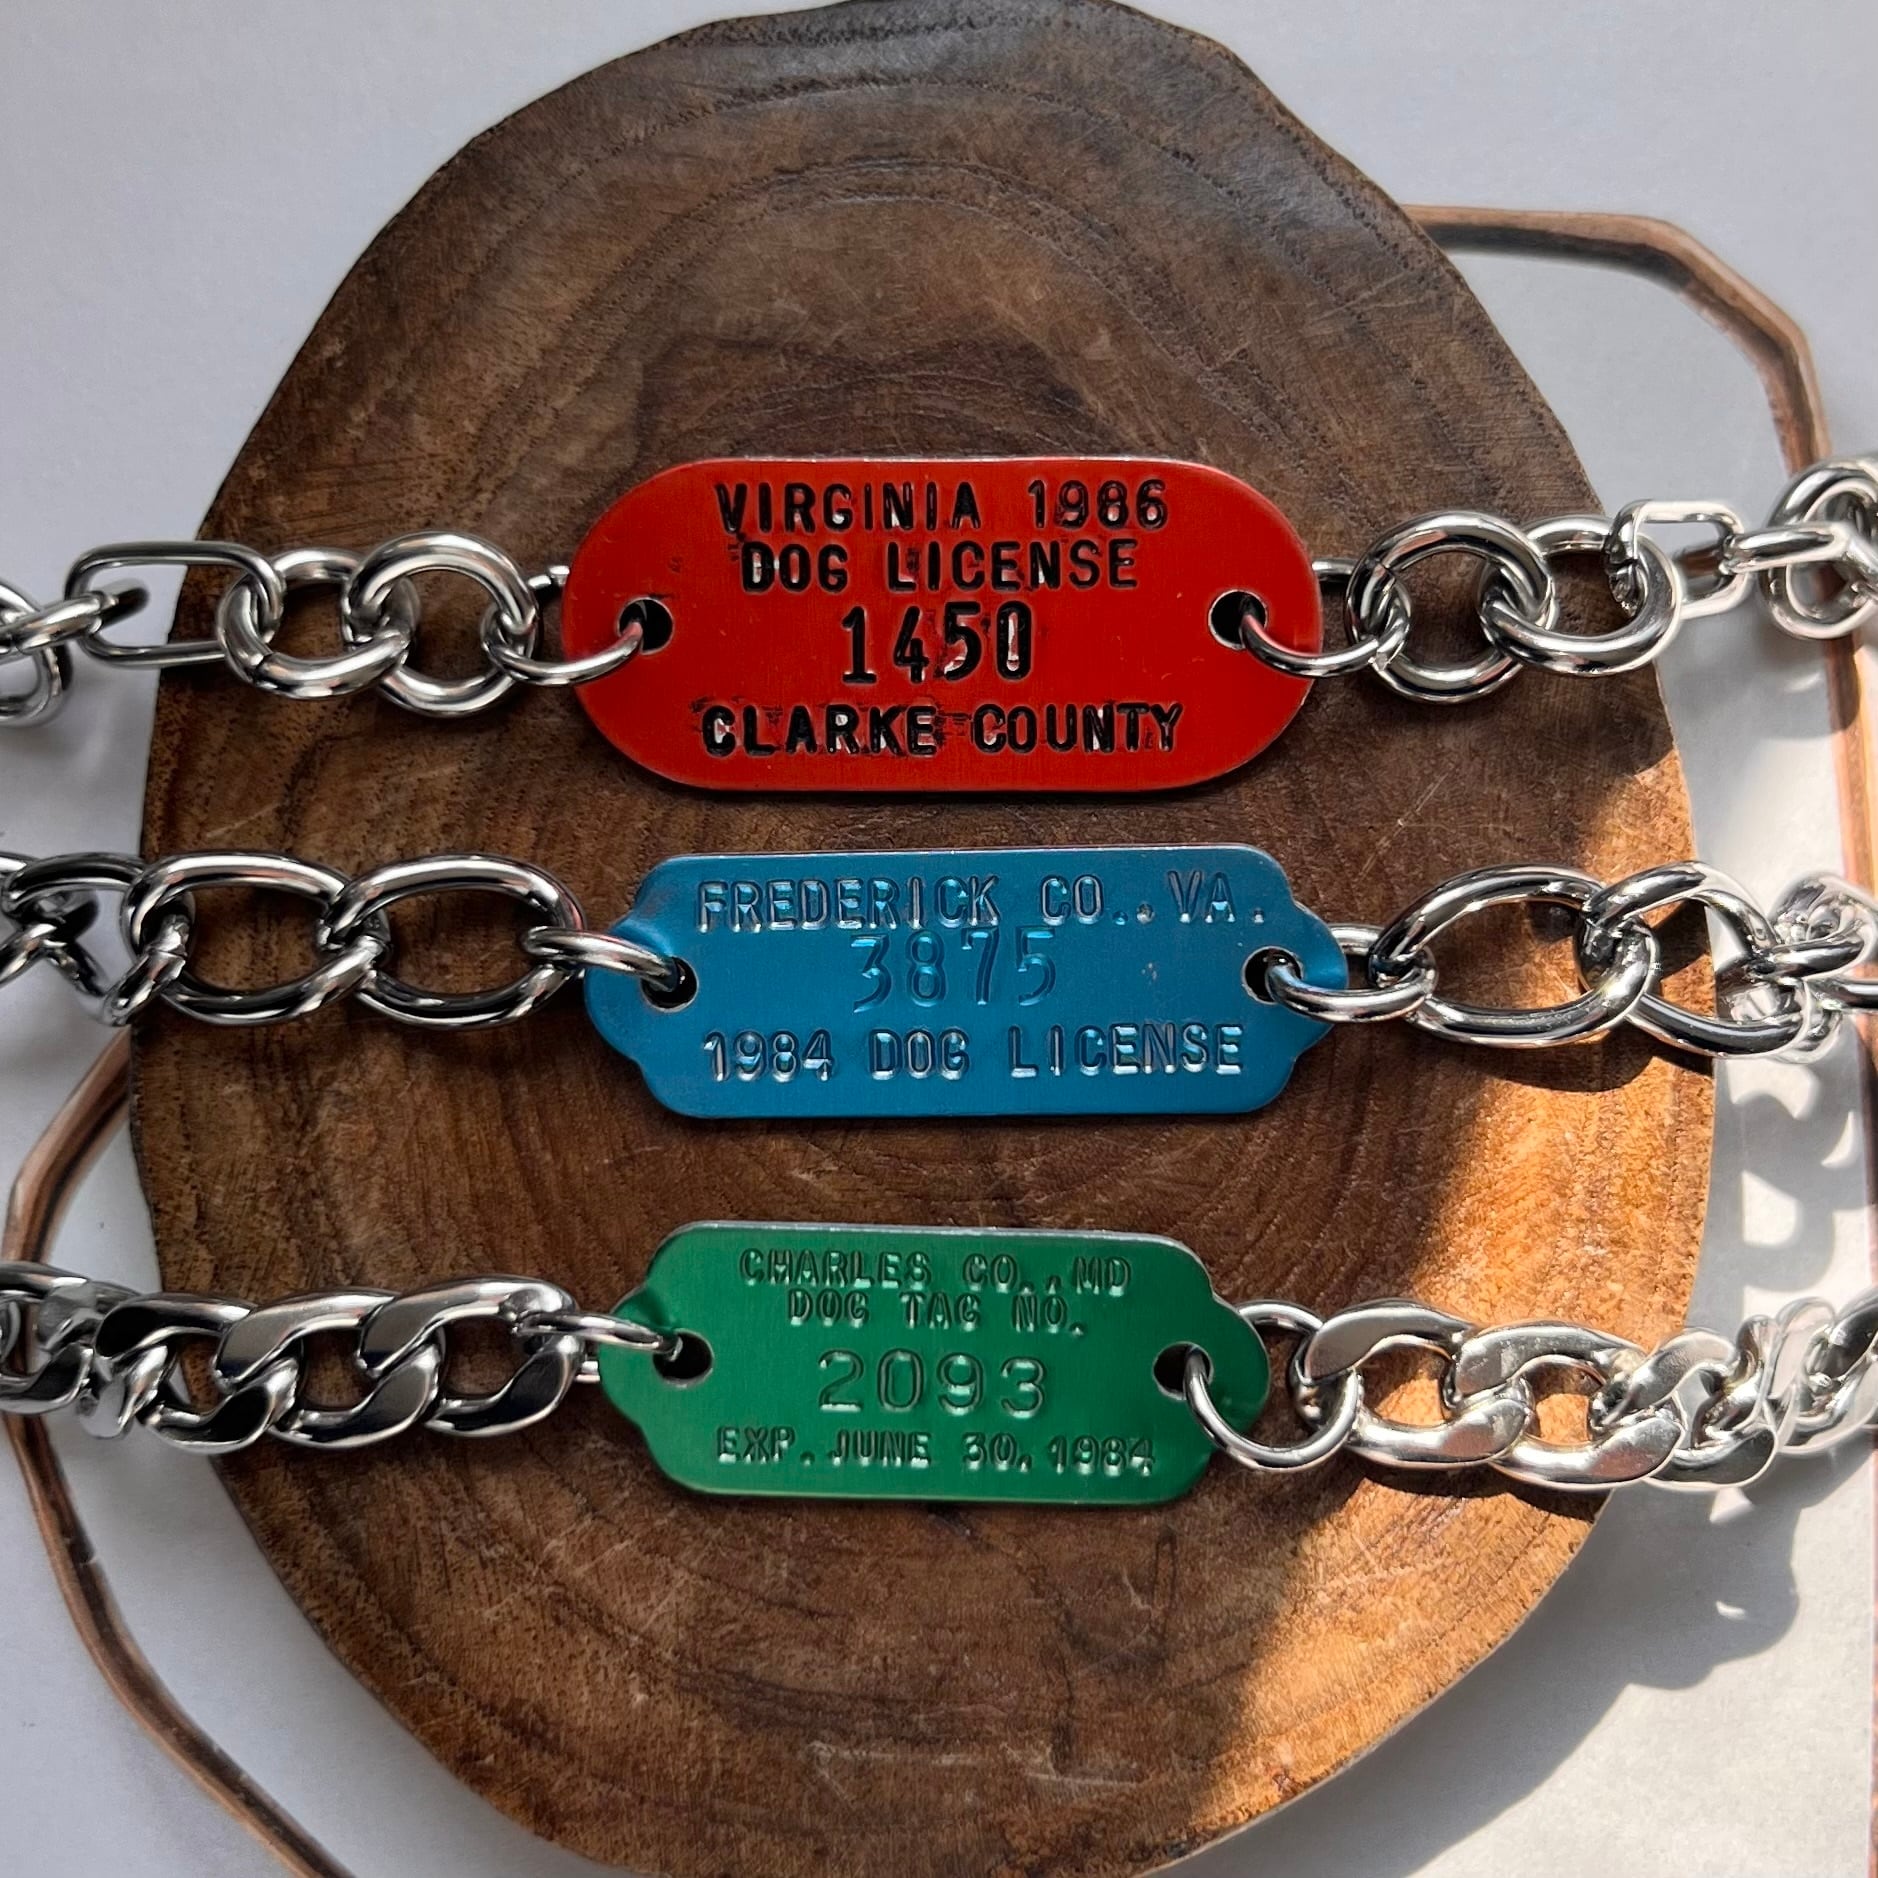 VIRGINIA 1986
DOG LICENSE
1450
CLARKE COUNTY
FREDERICK CO., VA.
3875
1984 DOG LICENSE
CHARLES CO., MD
DOG TAG NO.
2093
EXP. JUNE 30, 1984